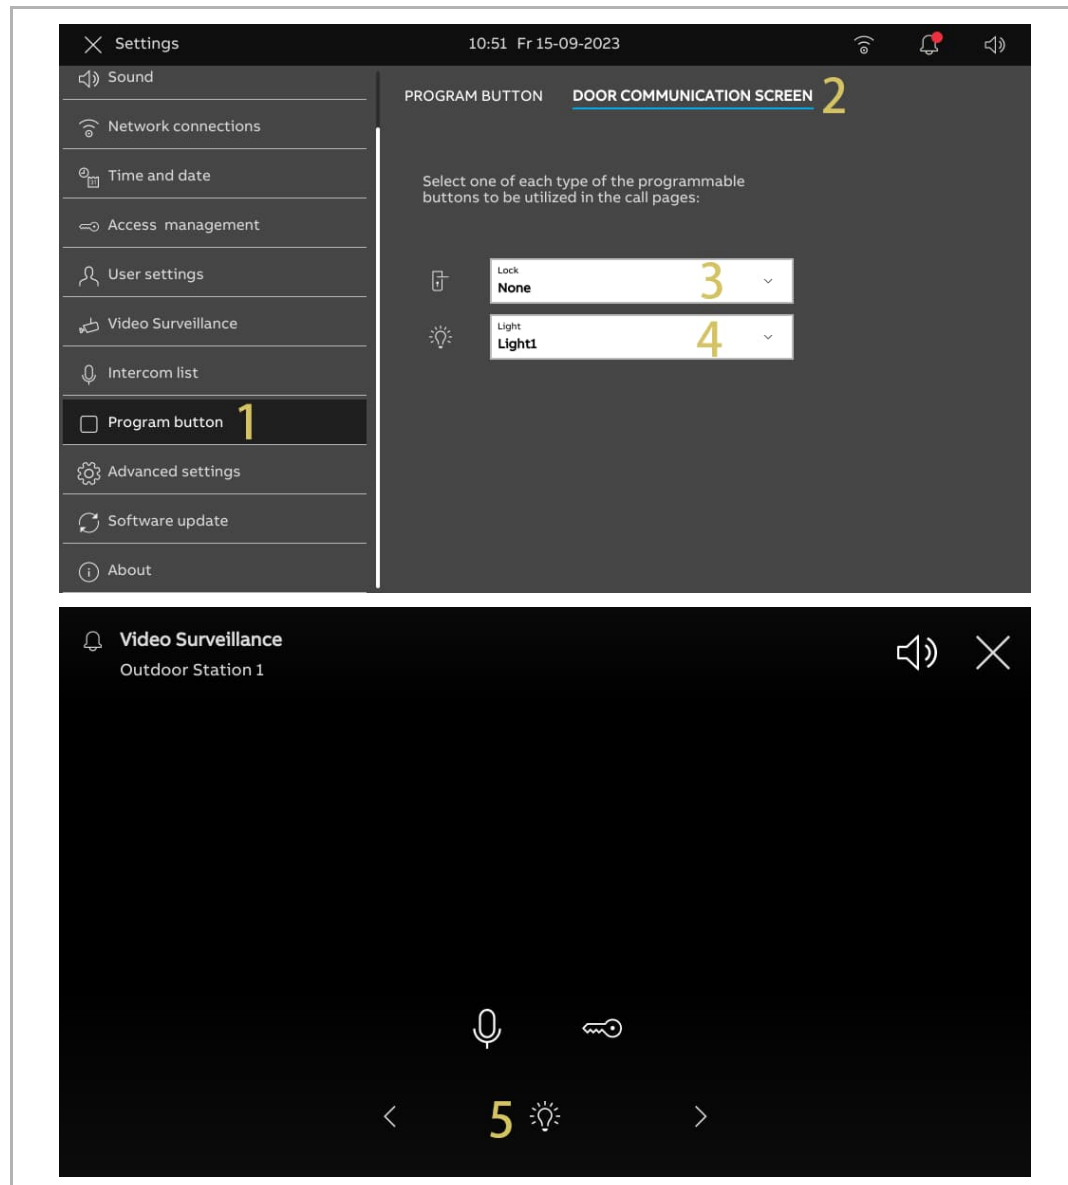 Settings
10:51 Fr 15-09-2023
Sound
Network connections
Time and date
Access management
User settings
Video Surveillance
Intercom list
Program button 1
Advanced settings
Software update
About
PROGRAM BUTTON DOOR COMMUNICATION SCREEN 2
Select one of each type of the programmable
buttons to be utilized in the call pages:
Lock
None 3
Light
Light1 4
Video Surveillance
Outdoor Station 1
5